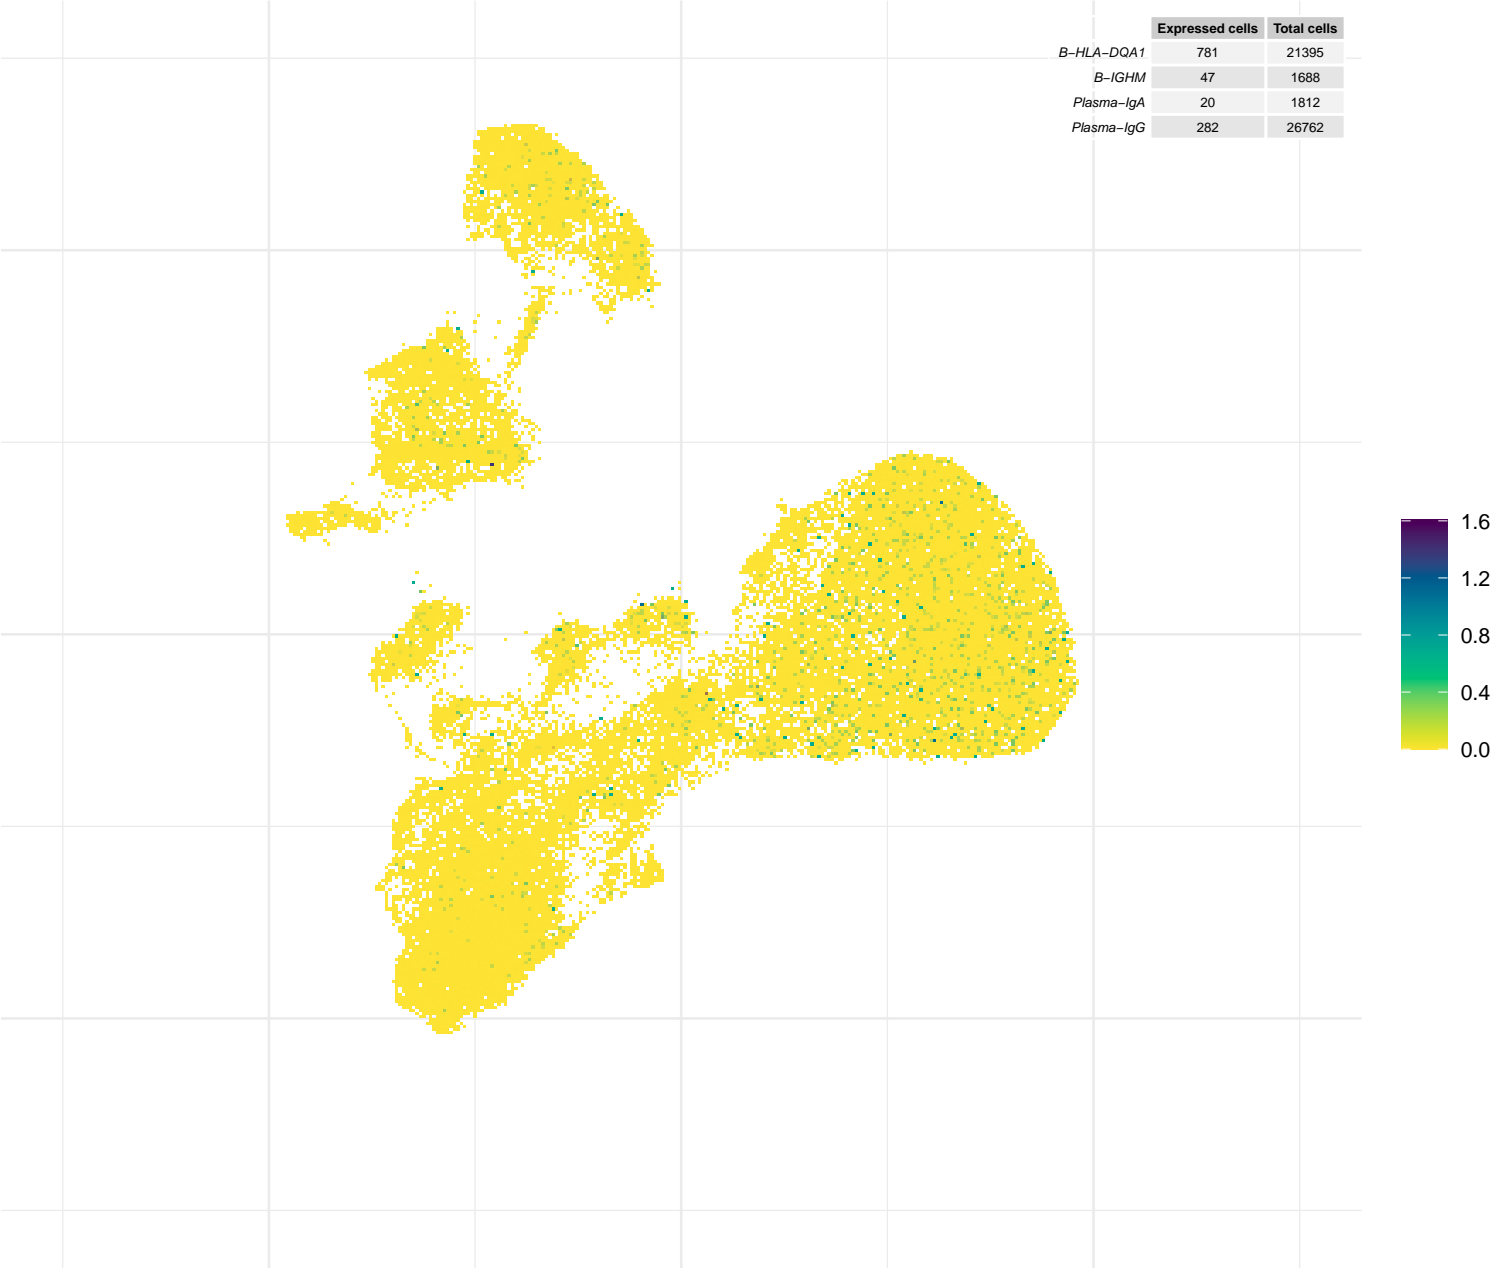 Expressed cells Total cells
B−HLA−DQA1 781 21395
B−IGHM 47 1688
Plasma−IgA 20 1812
Plasma−IgG 282 26762
1.6
1.2
0.8
0.4
0.0